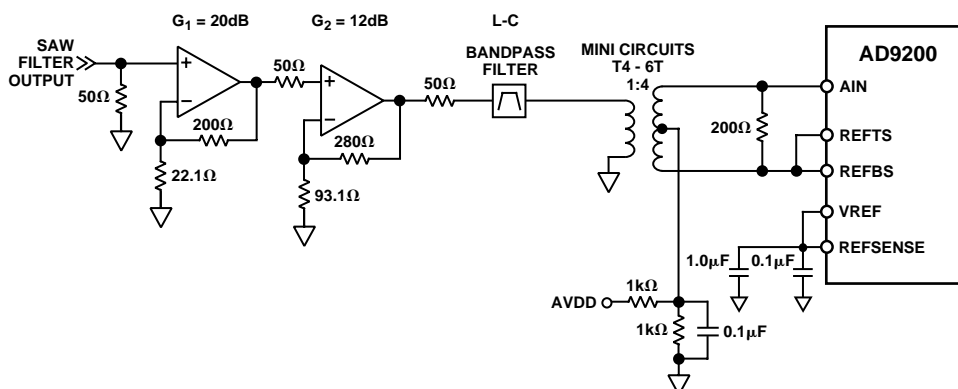 G1 = 20dB
G2 = 12dB
L-C
BANDPASS
FILTER
MINI CIRCUITS
T4 - 6T
1:4
AD9200
SAW
FILTER
OUTPUT
50Ω
+
–
200Ω
22.1Ω
50Ω
+
–
280Ω
93.1Ω
50Ω
200Ω
AIN
REFTS
REFBS
VREF
REFSENSE
1.0µF
0.1µF
AVDD
1kΩ
1kΩ
0.1µF